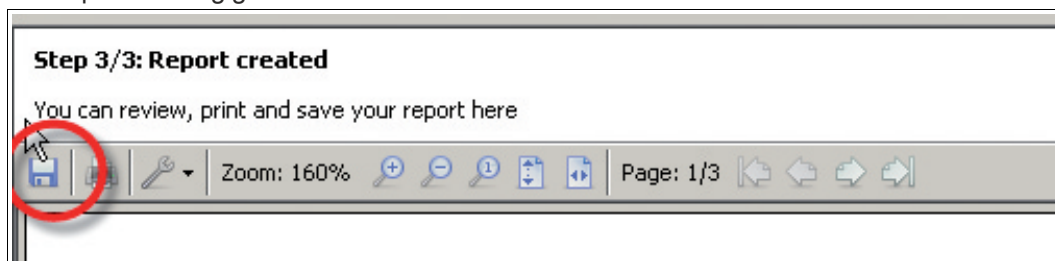 Step 3/3: Report created
You can review, print and save your report here
Zoom: 160% 1 Page: 1/3